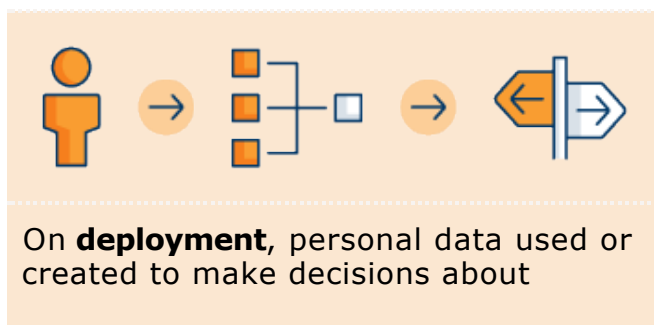 On deployment, personal data used or
created to make decisions about